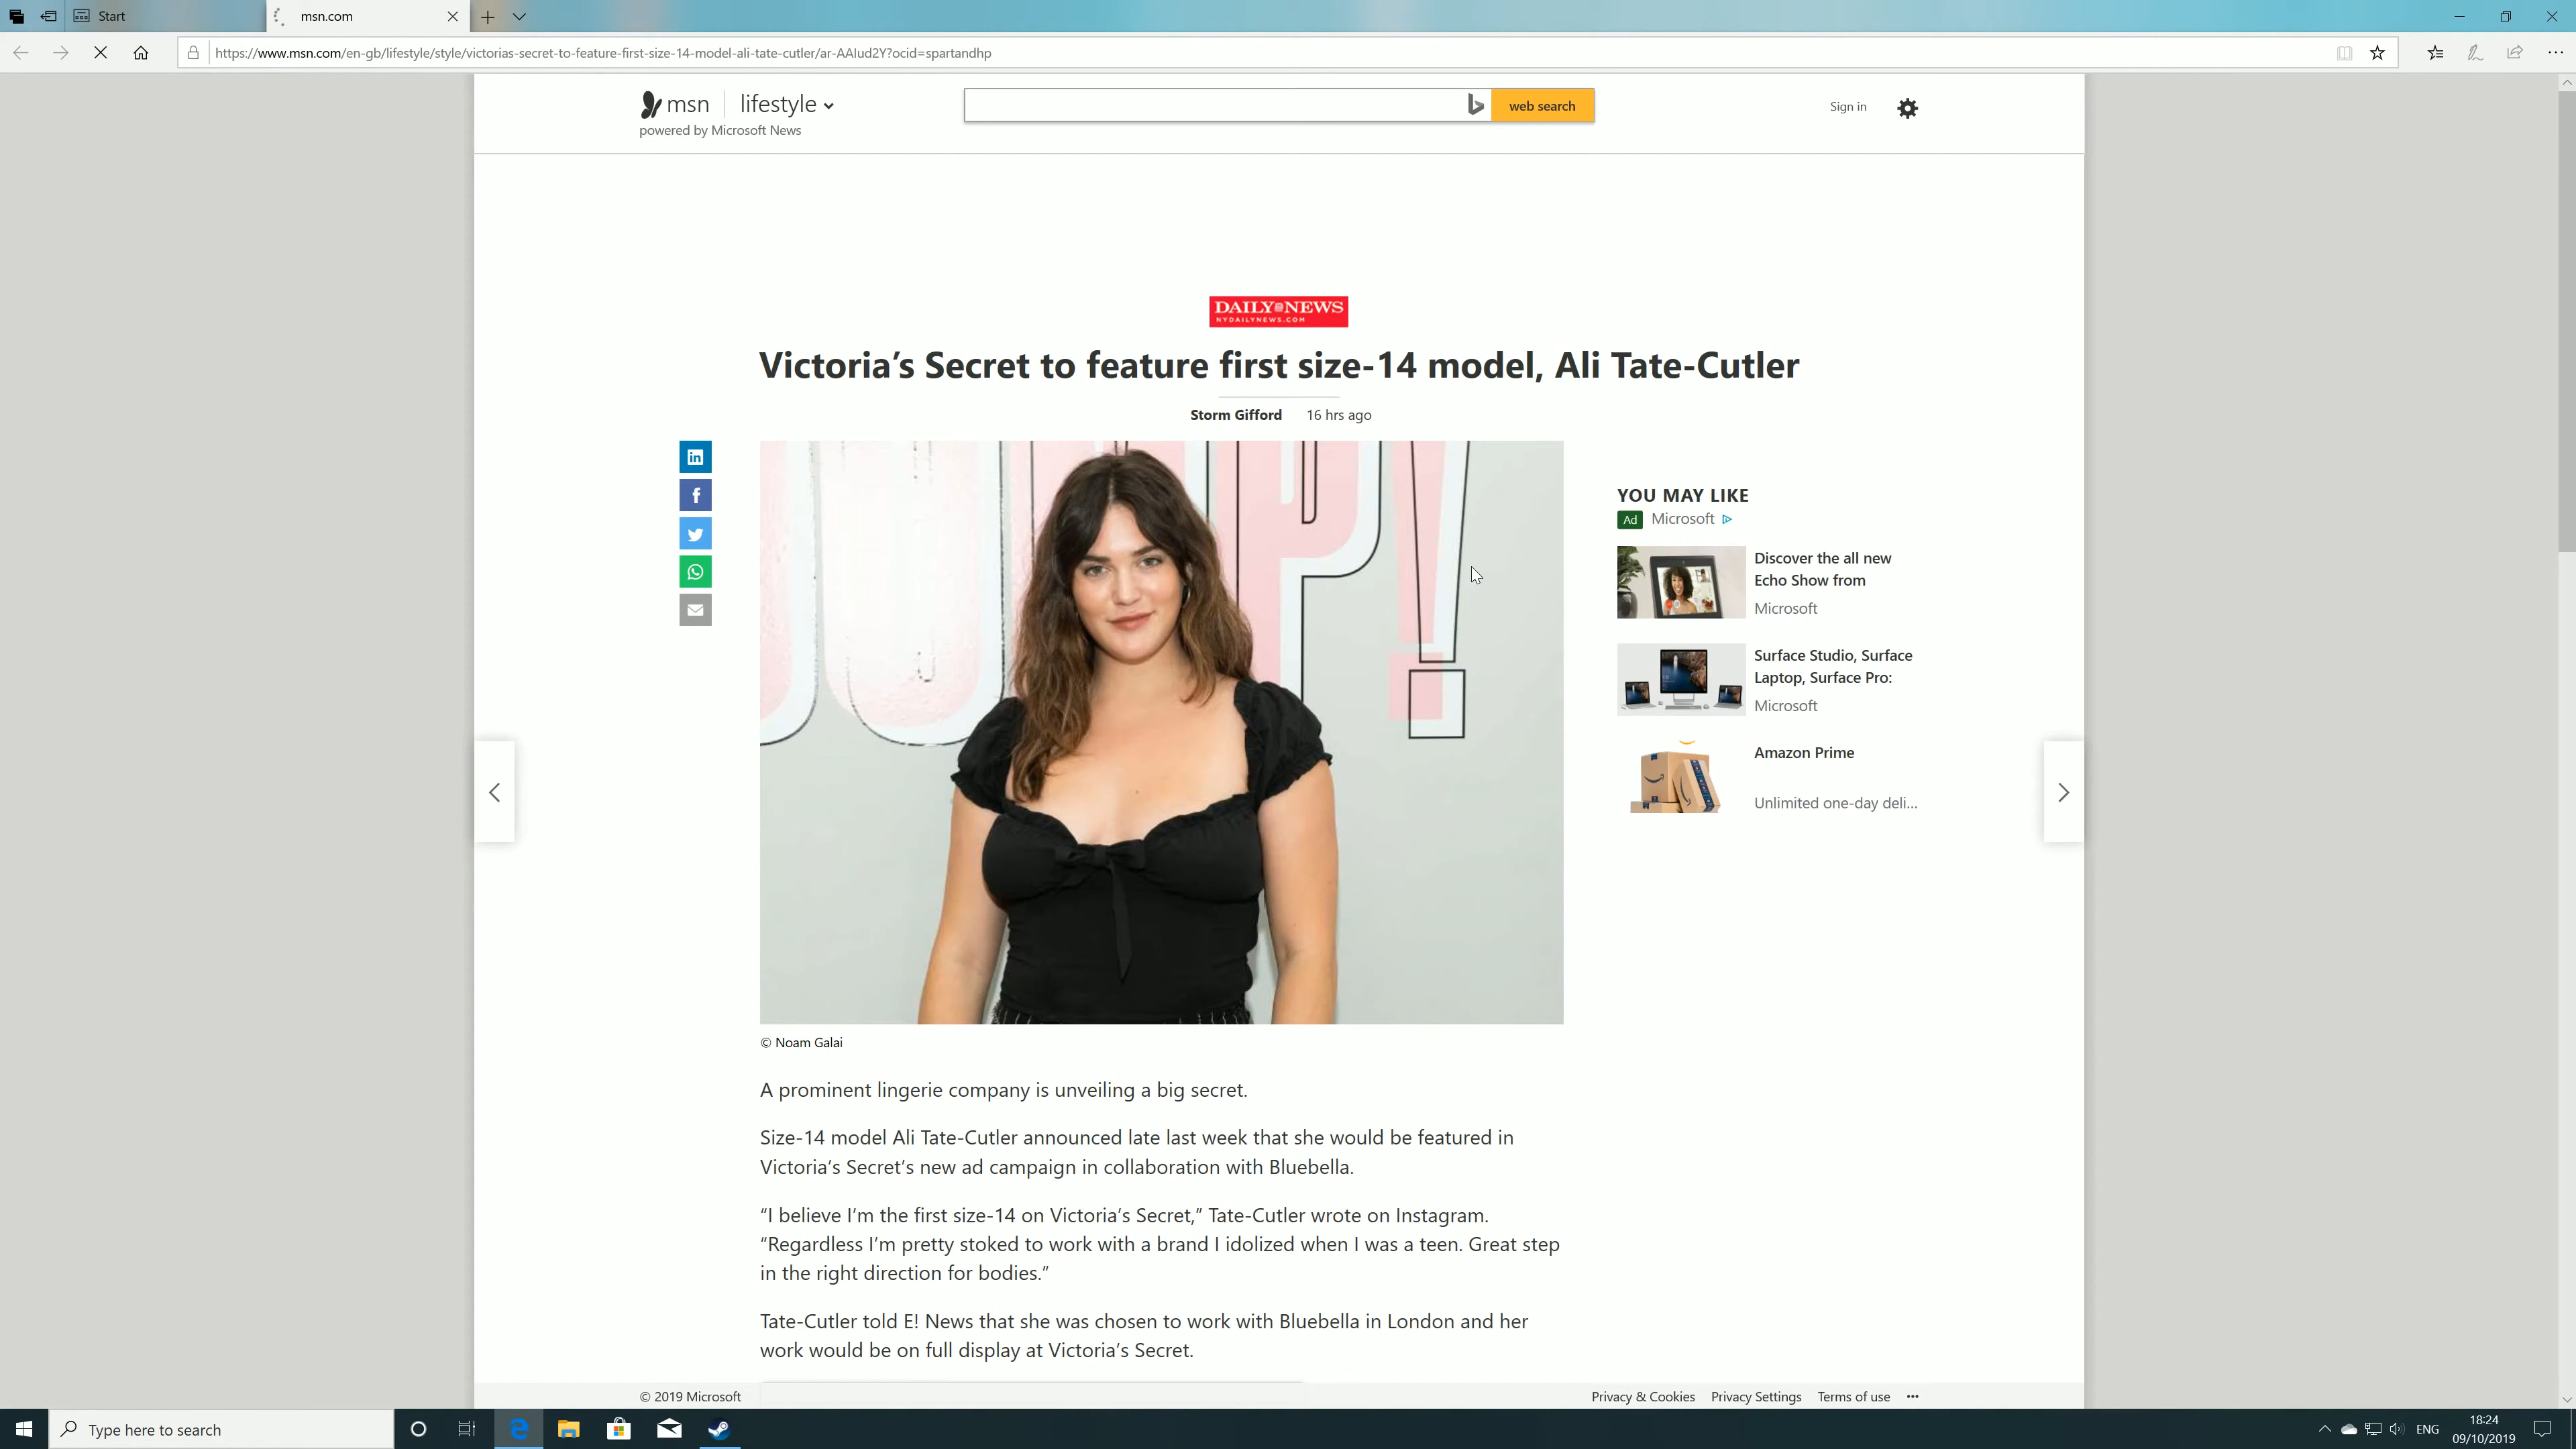 Start
msn.com
https://www.msn.com/en-gb/lifestyle/style/victorias-secret-to-feature-first-size-14-model-ali-tate-cutler/ar-AAIud2Y?ocid=spartandhp
msn
lifestyle
powered by Microsoft News
web search
Sign in
DAILY NEWS
NYDAILYNEWS.COM
Victoria’s Secret to feature first size-14 model, Ali Tate-Cutler
Storm Gifford 16 hrs ago
YOU MAY LIKE
Ad Microsoft
Discover the all new
Echo Show from
Microsoft
Surface Studio, Surface
Laptop, Surface Pro:
Microsoft
Amazon Prime
Unlimited one-day deli...
© Noam Galai
A prominent lingerie company is unveiling a big secret.
Size-14 model Ali Tate-Cutler announced late last week that she would be featured in
Victoria’s Secret’s new ad campaign in collaboration with Bluebella.
“I believe I’m the first size-14 on Victoria’s Secret,” Tate-Cutler wrote on Instagram.
“Regardless I’m pretty stoked to work with a brand I idolized when I was a teen. Great step
in the right direction for bodies.”
Tate-Cutler told E! News that she was chosen to work with Bluebella in London and her
work would be on full display at Victoria’s Secret.
© 2019 Microsoft
Privacy & Cookies Privacy Settings Terms of use
Type here to search
ENG
18:24
09/10/2019